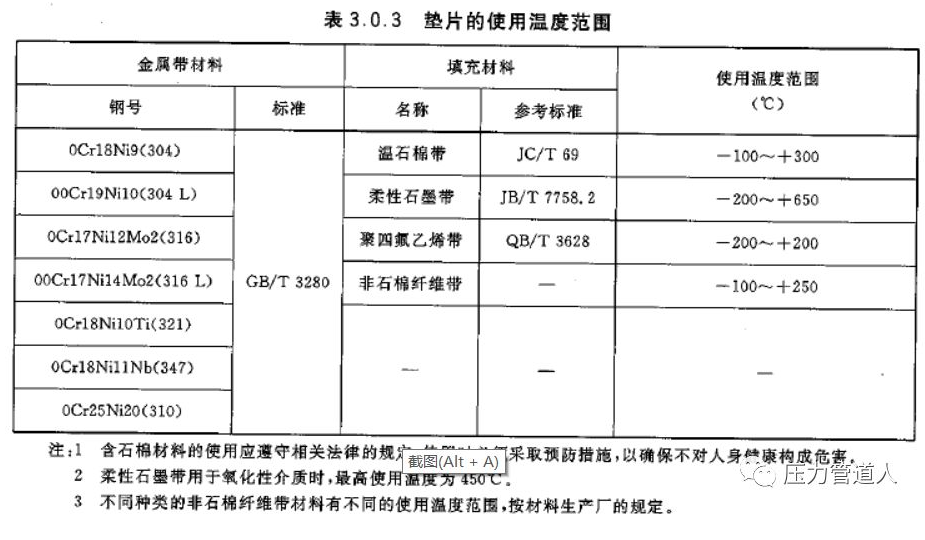 表 3.0.3 垫片的使用温度范围
金属带材料 填充材料 使用温度范围
(℃)
钢号 标准 名称 参考标准
0Cr18Ni9(304) 温石棉带 JC/T 69 -100~+300
00Cr19Ni10(304 L) 柔性石墨带 JB/T 7758.2 -200~+650
0Cr17Ni12Mo2(316) 聚四氟乙烯带 QB/T 3628 -200~+200
00Cr17Ni14Mo2(316 L) GB/T 3280 非石棉纤维带 — -100~+250
0Cr18Ni10Ti(321)
0Cr18Ni11Nb(347) — — —
0Cr25Ni20(310)
注:1 含石棉材料的使用应遵守相关法律的规定 采取预防措施,以确保不对人身健康构成危害。
截图(Alt + A)
2 柔性石墨带用于氧化性介质时,最高使用温度为450℃。
压力管道人
3 不同种类的非石棉纤维带材料有不同的使用温度范围,按材料生产厂的规定。